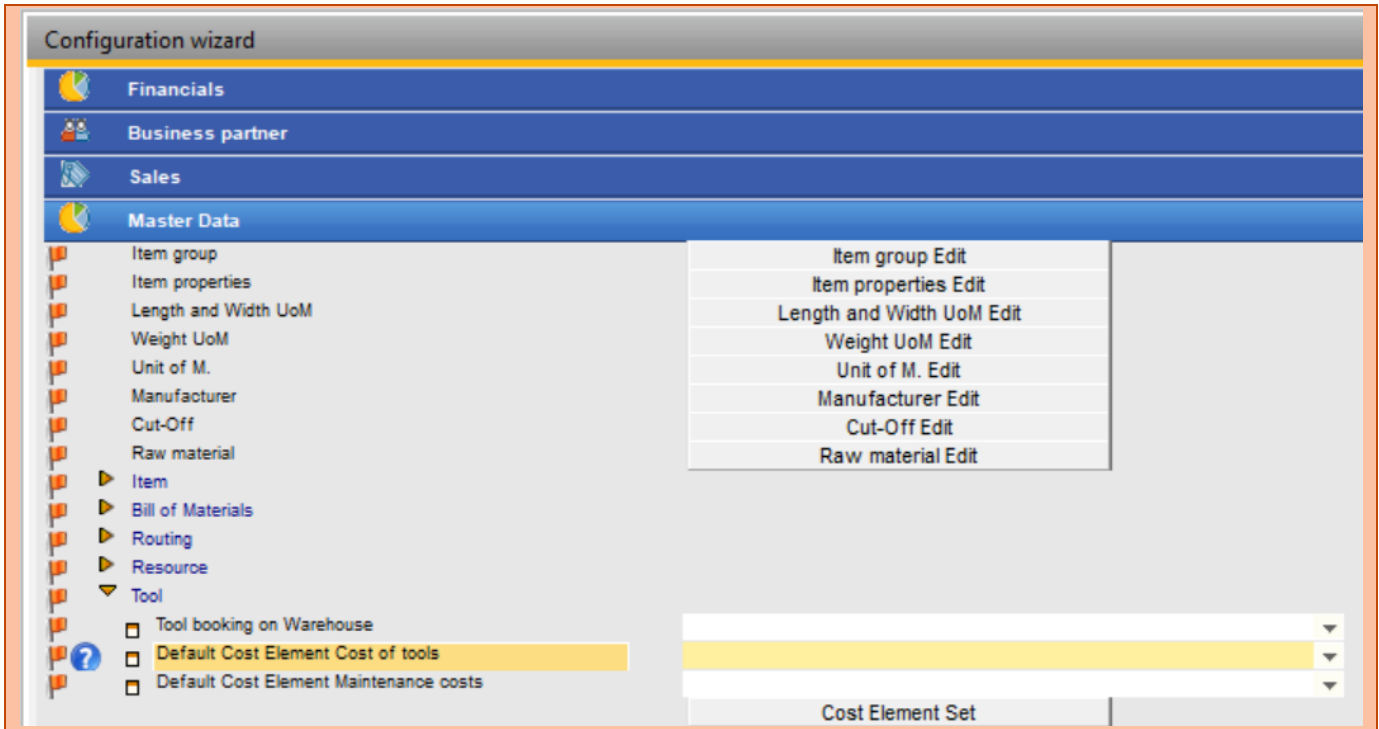 Configuration wizard
Financials
Business partner
Sales
Master Data
Item group Item group Edit
Item properties Item properties Edit
Length and Width UoM Length and Width UoM Edit
Weight UoM Weight UoM Edit
Unit of M. Unit of M. Edit
Manufacturer Manufacturer Edit
Cut-Off Cut-Off Edit
Raw material Raw material Edit
Item
Bill of Materials
Routing
Resource
Tool
Tool booking on Warehouse
? Default Cost Element Cost of tools
Default Cost Element Maintenance costs
Cost Element Set